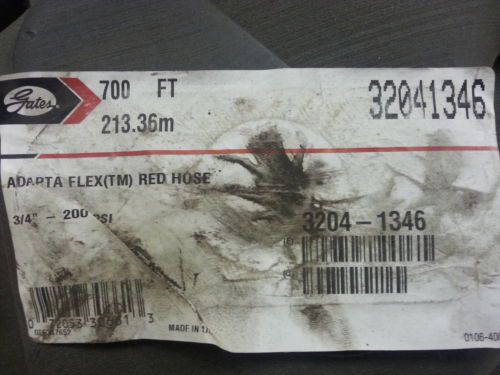 Gates
700 FT
32041346
213.36m
ADAPTA FLEX(TM) RED HOSE
3/4" - 200 PSI
3204-1346
MADE IN
0106-400